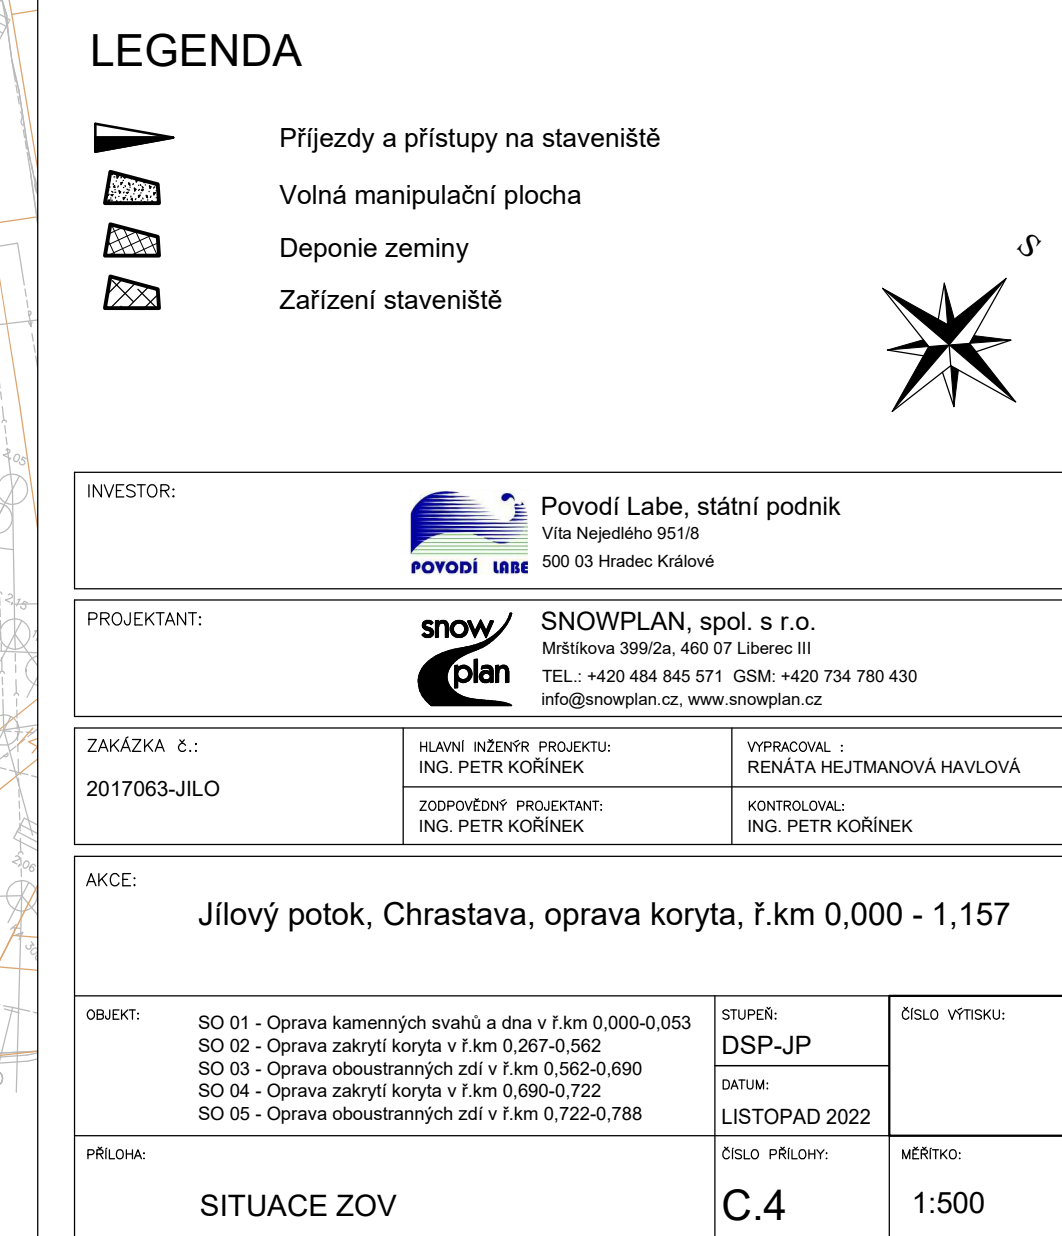 LEGENDA
Příjezdy a přístupy na staveniště
Volná manipulační plocha
Deponie zeminy
Zařízení staveniště
S
INVESTOR:
POVODÍ LABE
Povodí Labe, státní podnik
Víta Nejedlého 951/8
500 03 Hradec Králové
PROJEKTANT:
snow
plan
SNOWPLAN, spol. s r.o.
Mrštíkova 399/2a, 460 07 Liberec III
TEL.: +420 484 845 571 GSM: +420 734 780 430
info@snowplan.cz, www.snowplan.cz
ZAKÁZKA č.:
2017063-JILO
HLAVNÍ INŽENÝR PROJEKTU:
ING. PETR KOŘÍNEK
VYPRACOVAL :
RENÁTA HEJTMANOVÁ HAVLOVÁ
ZODPOVĚDNÝ PROJEKTANT:
ING. PETR KOŘÍNEK
KONTROLOVAL:
ING. PETR KOŘÍNEK
AKCE:
Jílový potok, Chrastava, oprava koryta, ř.km 0,000 - 1,157
OBJEKT:
SO 01 - Oprava kamenných svahů a dna v ř.km 0,000-0,053
SO 02 - Oprava zakrytí koryta v ř.km 0,267-0,562
SO 03 - Oprava oboustranných zdí v ř.km 0,562-0,690
SO 04 - Oprava zakrytí koryta v ř.km 0,690-0,722
SO 05 - Oprava oboustranných zdí v ř.km 0,722-0,788
STUPEŇ:
DSP-JP
DATUM:
LISTOPAD 2022
ČÍSLO VÝTISKU:
PŘÍLOHA:
SITUACE ZOV
ČÍSLO PŘÍLOHY:
C.4
MĚŘÍTKO:
1:500
2,05
2,15
2,06